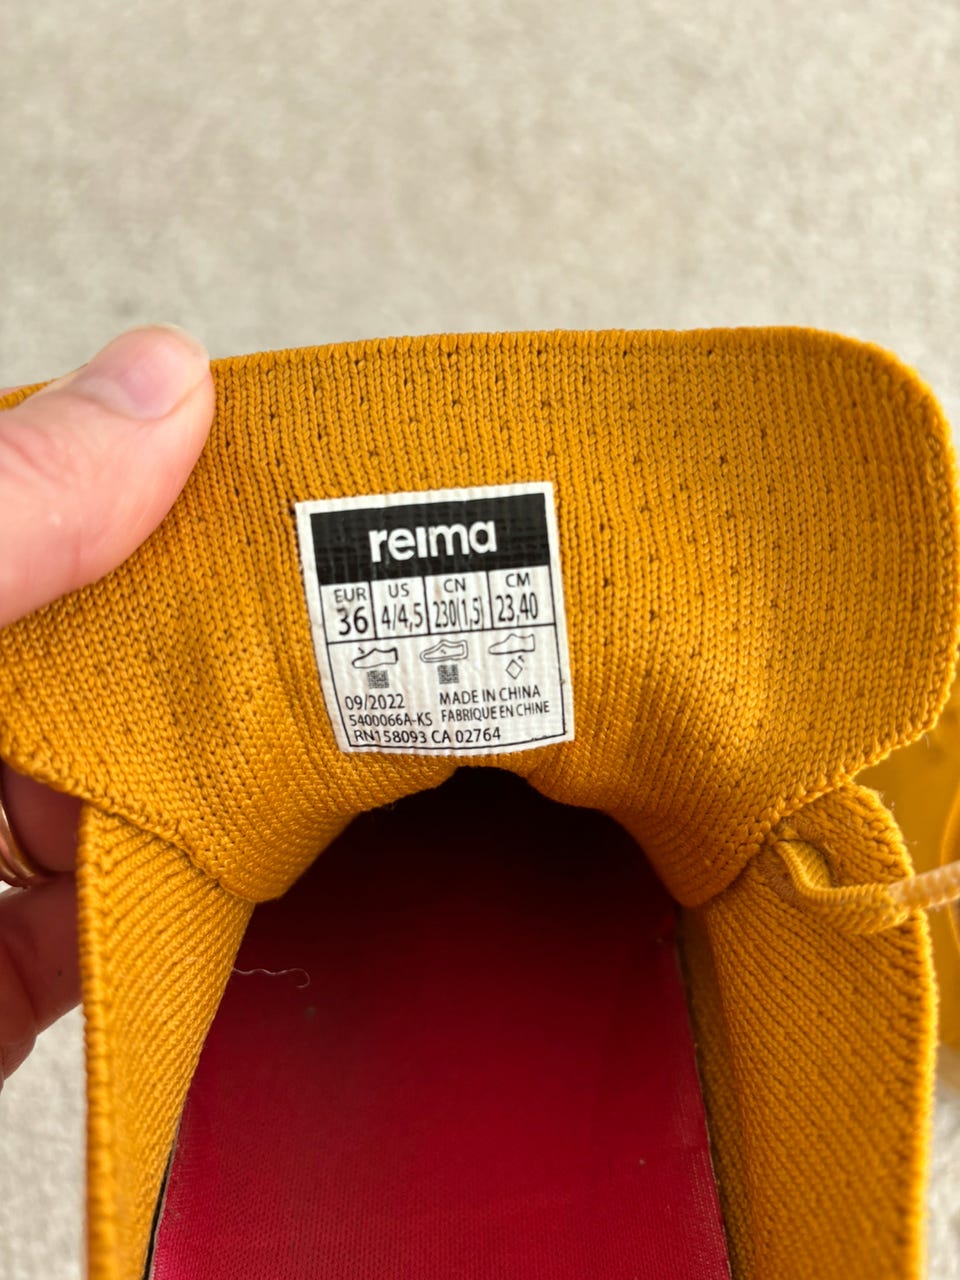 reima
EUR US CN CM
36 4/4,5 230(1,5) 23,40
09/2022 MADE IN CHINA
5400066A-KS FABRIQUE EN CHINE
RN158093 CA 02764